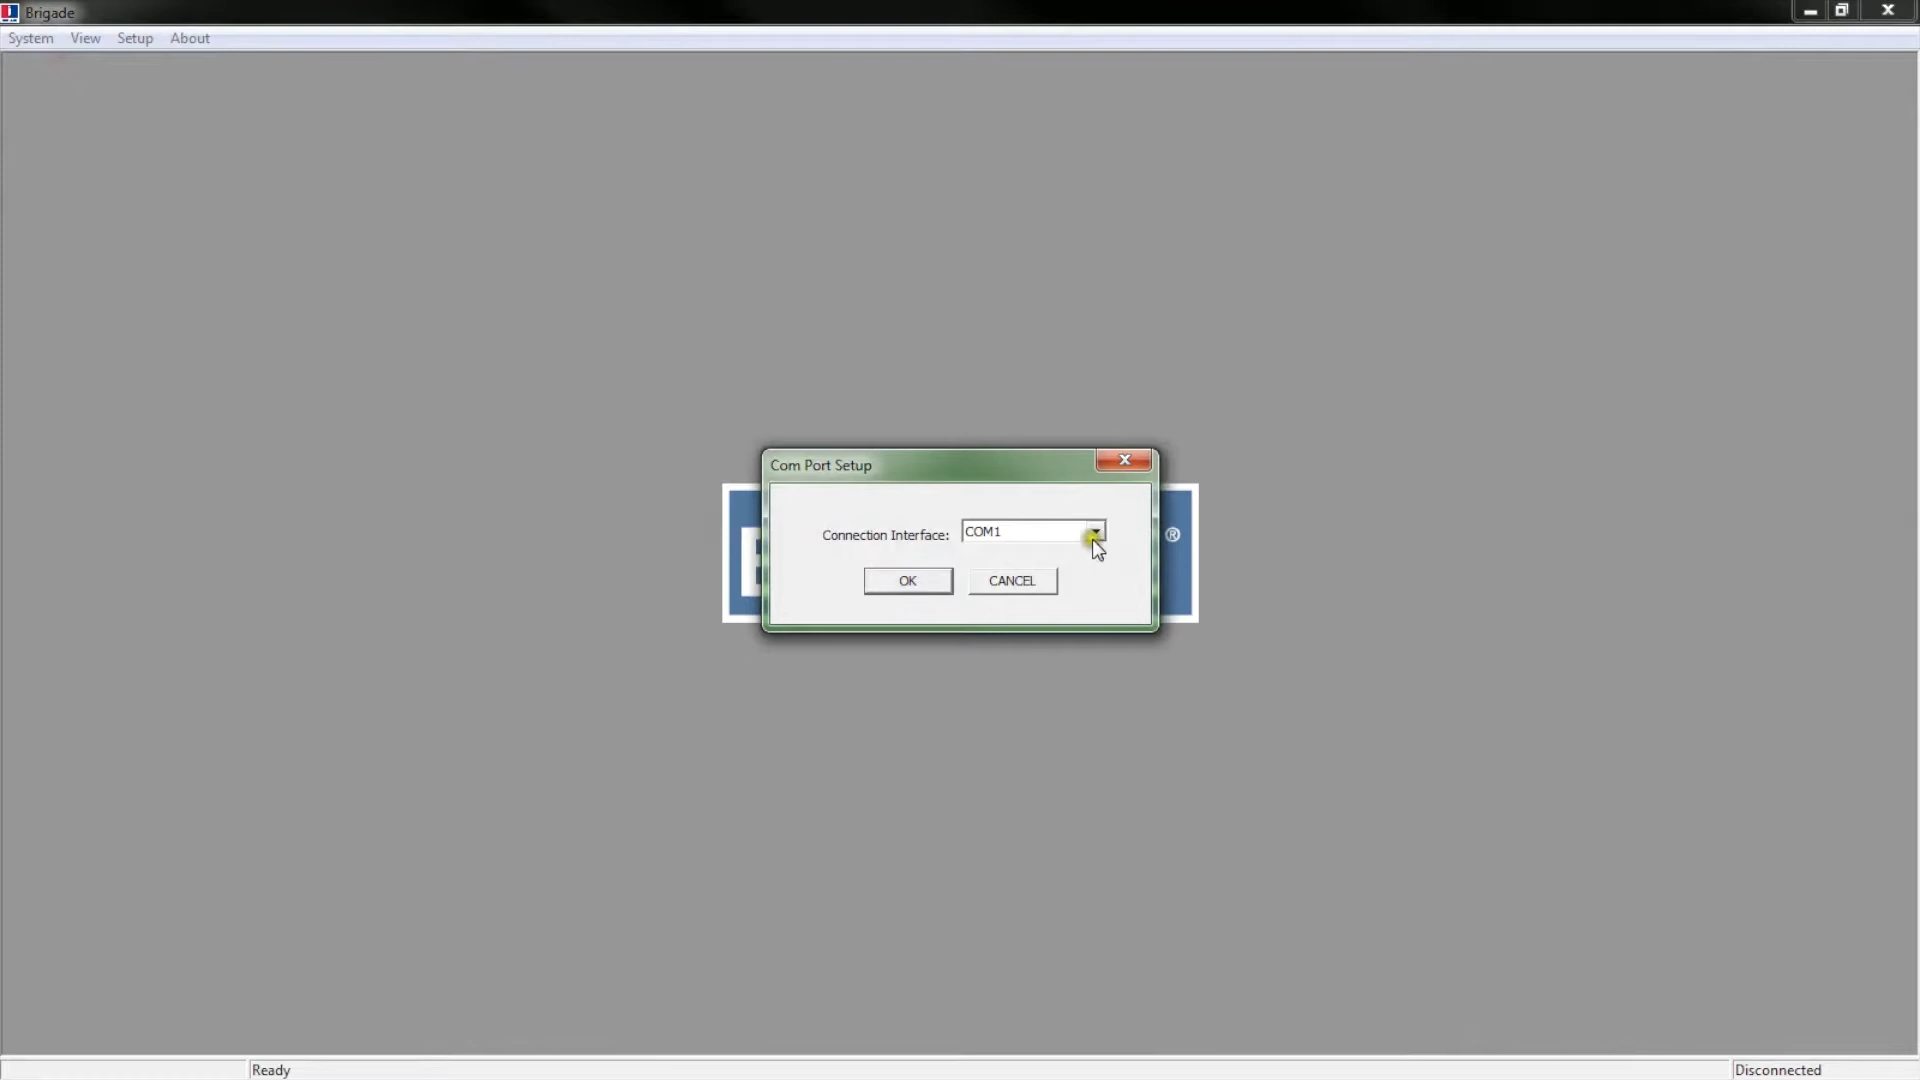 Brigade
System View Setup About
Com Port Setup
Connection Interface: COM1
OK CANCEL
®
Ready
Disconnected